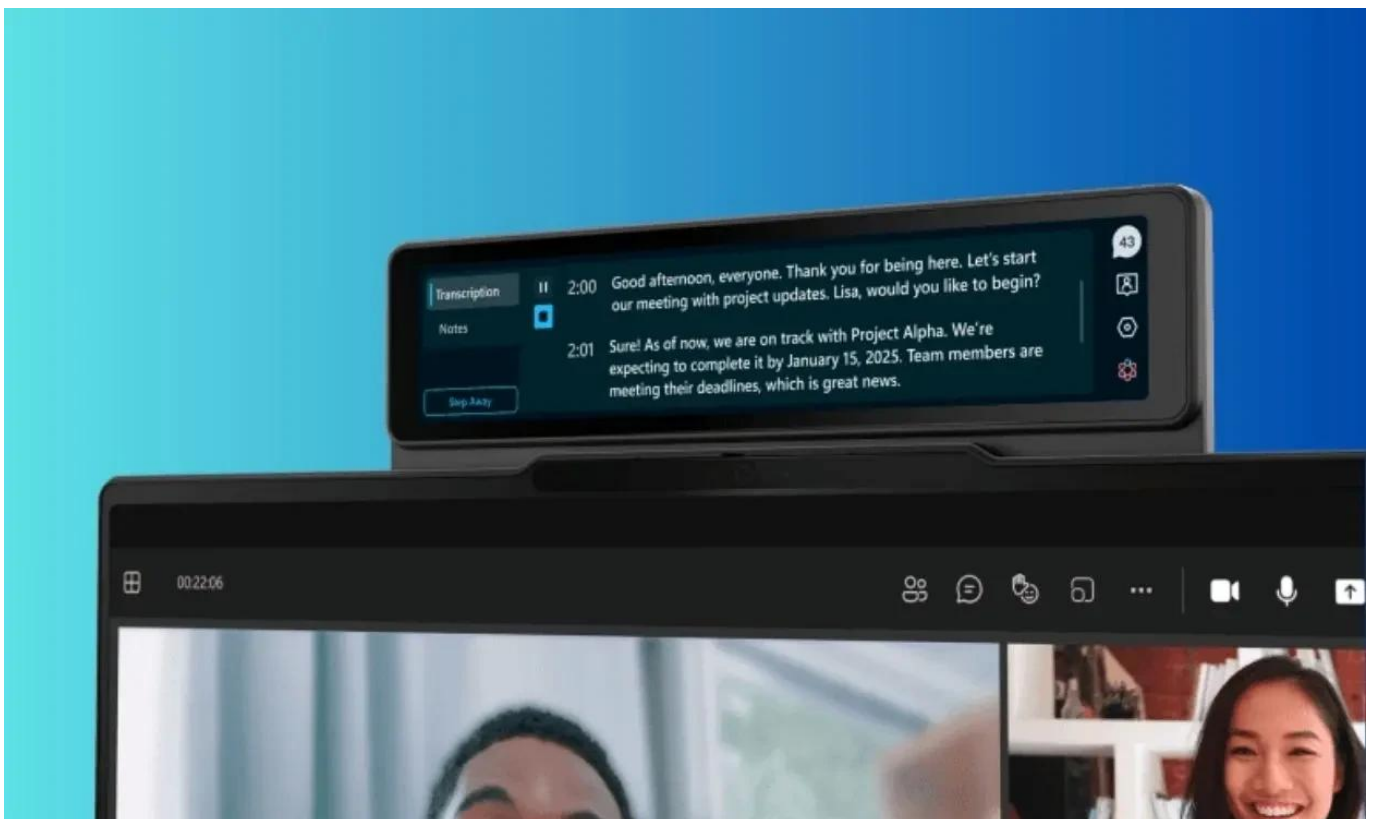 Transcription
Notes
Step Away
2:00 Good afternoon, everyone. Thank you for being here. Let's start
our meeting with project updates. Lisa, would you like to begin?
2:01 Sure! As of now, we are on track with Project Alpha. We're
expecting to complete it by January 15, 2025. Team members are
meeting their deadlines, which is great news.
43
00:22:06